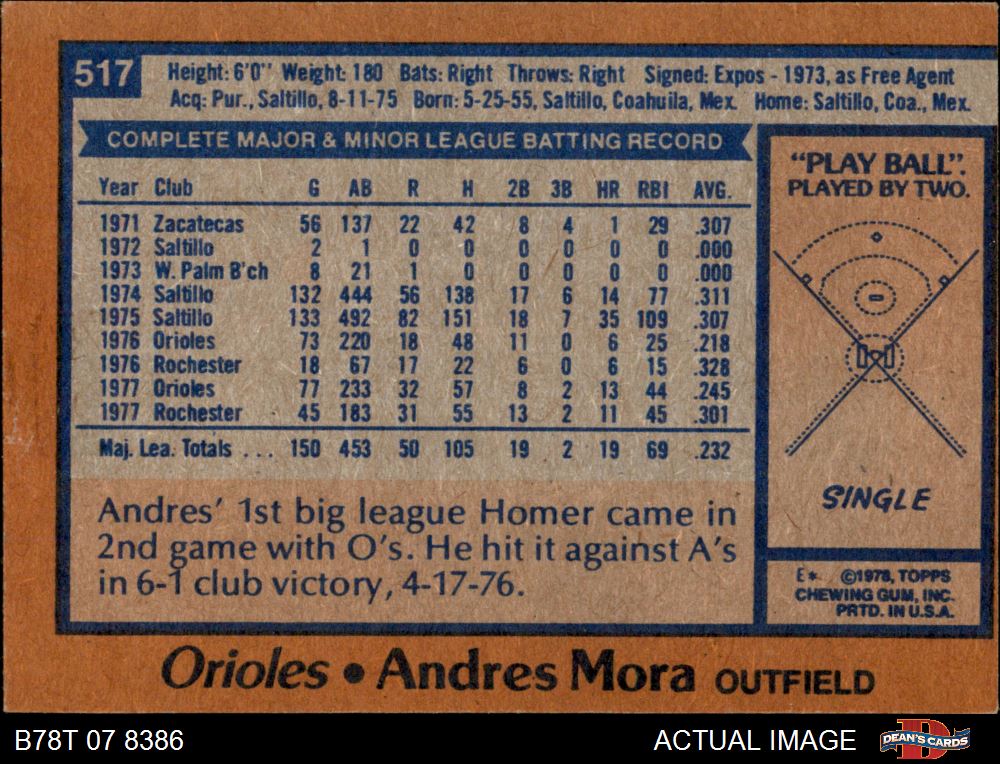 517
Height: 6'0" Weight: 180 Bats: Right Throws: Right Signed: Expos - 1973, as Free Agent
Acq: Pur., Saltillo, 8-11-75 Born: 5-25-55, Saltillo, Coahuila, Mex. Home: Saltillo, Coa., Mex.
COMPLETE MAJOR & MINOR LEAGUE BATTING RECORD
Year Club G AB R H 2B 3B HR RBI AVG.
1971 Zacatecas 56 137 22 42 8 4 1 29 .307
1972 Saltillo 2 1 0 0 0 0 0 0 .000
1973 W. Palm B'ch 8 21 1 0 0 0 0 0 .000
1974 Saltillo 132 444 56 138 17 6 14 77 .311
1975 Saltillo 133 492 82 151 18 7 35 109 .307
1976 Orioles 73 220 18 48 11 0 6 25 .218
1976 Rochester 18 67 17 22 6 0 6 15 .328
1977 Orioles 77 233 32 57 8 2 13 44 .245
1977 Rochester 45 183 31 55 13 2 11 45 .301
Maj. Lea. Totals ... 150 453 50 105 19 2 19 69 .232
Andres' 1st big league Homer came in
2nd game with O's. He hit it against A's
in 6-1 club victory, 4-17-76.
"PLAY BALL".
PLAYED BY TWO.
SINGLE
E* ©1978, TOPPS
CHEWING GUM, INC.
PRTD. IN U.S.A.
Orioles • Andres Mora OUTFIELD
B78T 07 8386
ACTUAL IMAGE
DEAN'S CARDS